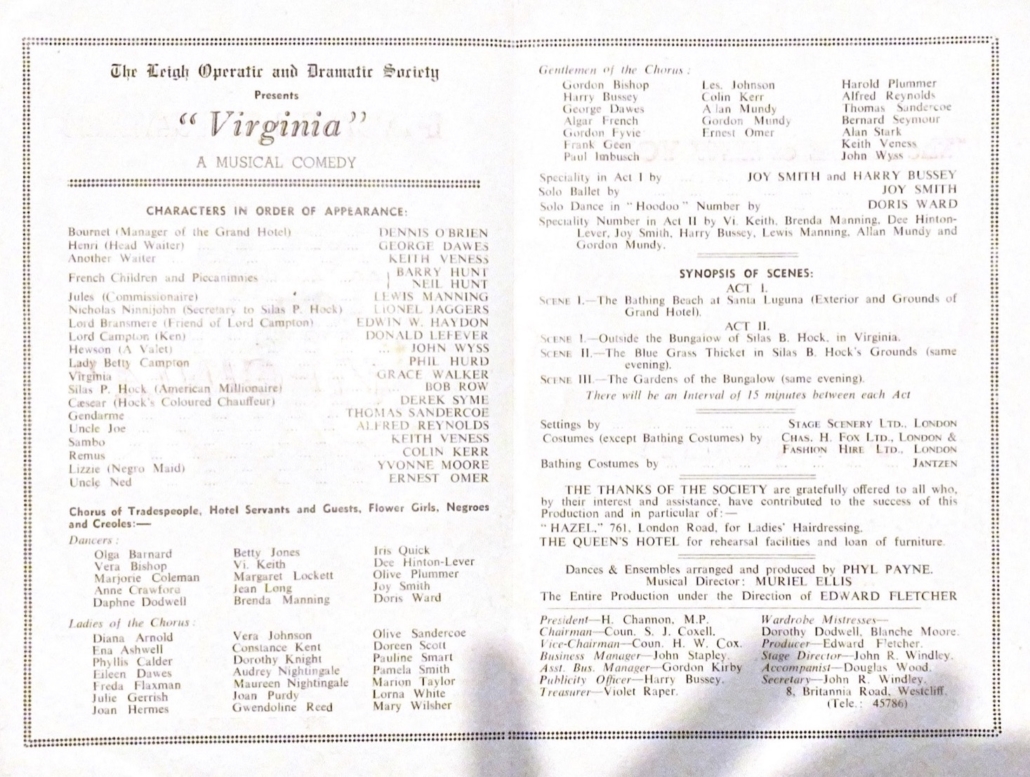 The Leigh Operatic and Dramatic Society
Presents
"Virginia"
A MUSICAL COMEDY
CHARACTERS IN ORDER OF APPEARANCE:
Bournet (Manager of the Grand Hotel) DENNIS O'BRIEN
Henri (Head Waiter) GEORGE DAWES
Another Waiter KEITH VENESS
French Children and Piccaninnies { BARRY HUNT
NEIL HUNT
Jules (Commissionaire) LEWIS MANNING
Nicholas Ninnijohn (Secretary to Silas P. Hock) LIONEL JAGGERS
Lord Bransmere (Friend of Lord Campton) EDWIN W. HAYDON
Lord Campton (Ken) DONALD LEFEVER
Hewson (A Valet) JOHN WYSS
Lady Betty Campton PHIL HURD
Virginia GRACE WALKER
Silas P. Hock (American Millionaire) BOB ROW
Cæsear (Hock's Coloured Chauffeur) DEREK SYME
Gendarme THOMAS SANDERCOE
Uncle Joe ALFRED REYNOLDS
Sambo KEITH VENESS
Remus COLIN KERR
Lizzie (Negro Maid) YVONNE MOORE
Uncle Ned ERNEST OMER
Chorus of Tradespeople, Hotel Servants and Guests, Flower Girls, Negroes
and Creoles:—
Dancers:
Olga Barnard Betty Jones Iris Quick
Vera Bishop Vi. Keith Dee Hinton-Lever
Marjorie Coleman Margaret Lockett Olive Plummer
Anne Crawford Jean Long Joy Smith
Daphne Dodwell Brenda Manning Doris Ward
Ladies of the Chorus:
Diana Arnold Vera Johnson Olive Sandercoe
Ena Ashwell Constance Kent Doreen Scott
Phyllis Calder Dorothy Knight Pauline Smart
Eileen Dawes Audrey Nightingale Pamela Smith
Freda Flaxman Maureen Nightingale Marion Taylor
Julie Gerrish Joan Purdy Lorna White
Joan Hermes Gwendoline Reed Mary Wilsher
Gentlemen of the Chorus:
Gordon Bishop Les. Johnson Harold Plummer
Harry Bussey Colin Kerr Alfred Reynolds
George Dawes Allan Mundy Thomas Sandercoe
Algar French Gordon Mundy Bernard Seymour
Gordon Fyvie Ernest Omer Alan Stark
Frank Geen Keith Veness
Paul Imbusch John Wyss
Speciality in Act I by JOY SMITH and HARRY BUSSEY
Solo Ballet by JOY SMITH
Solo Dance in "Hoodoo" Number by DORIS WARD
Speciality Number in Act II by Vi. Keith, Brenda Manning, Dee Hinton-
Lever, Joy Smith, Harry Bussey, Lewis Manning, Allan Mundy and
Gordon Mundy.
SYNOPSIS OF SCENES:
ACT I.
SCENE I.—The Bathing Beach at Santa Luguna (Exterior and Grounds of
Grand Hotel).
ACT II.
SCENE I.—Outside the Bungalow of Silas B. Hock, in Virginia.
SCENE II.—The Blue Grass Thicket in Silas B. Hock's Grounds (same
evening).
SCENE III.—The Gardens of the Bungalow (same evening).
There will be an Interval of 15 minutes between each Act
Settings by STAGE SCENERY LTD., LONDON
Costumes (except Bathing Costumes) by CHAS. H. FOX LTD., LONDON &
FASHION HIRE LTD., LONDON
Bathing Costumes by JANTZEN
THE THANKS OF THE SOCIETY are gratefully offered to all who,
by their interest and assistance, have contributed to the success of this
Production and in particular of:—
"HAZEL," 761, London Road, for Ladies' Hairdressing.
THE QUEEN'S HOTEL for rehearsal facilities and loan of furniture.
Dances & Ensembles arranged and produced by PHYL PAYNE.
Musical Director: MURIEL ELLIS
The Entire Production under the Direction of EDWARD FLETCHER
President—H. Channon, M.P.
Chairman—Coun. S. J. Coxell.
Vice-Chairman—Coun. H. W. Cox.
Business Manager—John Stapley.
Asst. Bus. Manager—Gordon Kirby
Publicity Officer—Harry Bussey.
Treasurer—Violet Raper.
Wardrobe Mistresses—
Dorothy Dodwell, Blanche Moore.
Producer—Edward Fletcher.
Stage Director—John R. Windley.
Accompanist—Douglas Wood.
Secretary—John R. Windley,
8, Britannia Road, Westcliff.
(Tele.: 45786)